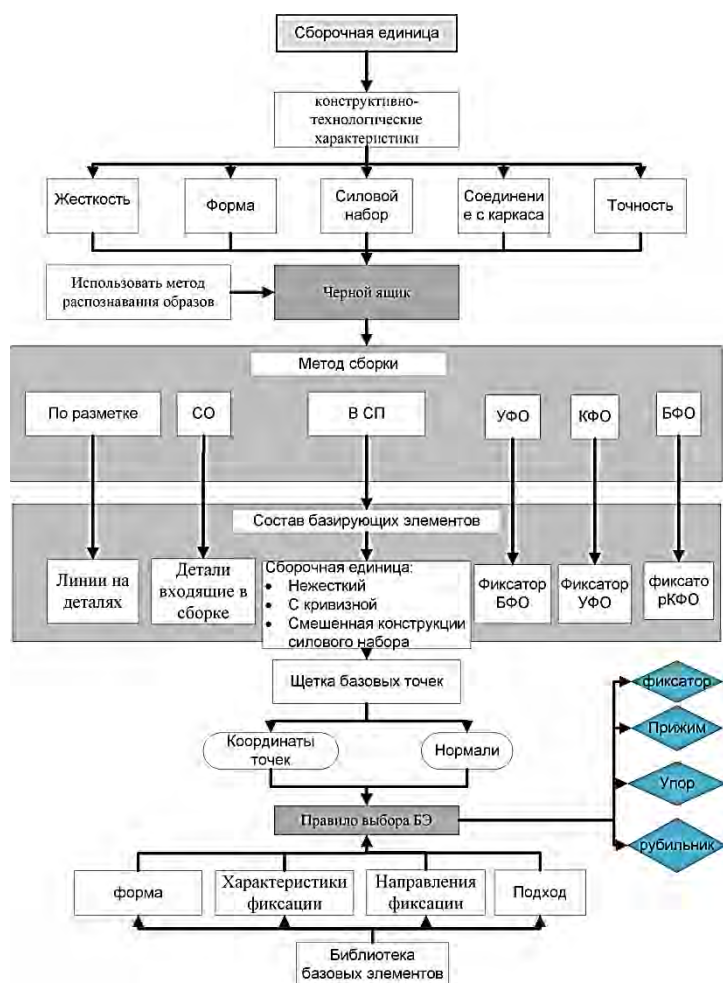 Сборочная единица
конструктивно-
технологические
характеристики
Жесткость
Форма
Силовой
набор
Соединени
е с каркаса
Точность
Использовать метод
распознавания образов
Черной ящик
Метод сборки
По разметке
СО
В СП
УФО
КФО
БФО
Состав базирующих элементов
Линии на
деталях
Детали
входящие в
сборке
Сборочная единица:
• Нежесткий
• С кривизной
• Смешенная конструкции
силового набора
Фиксатор
БФО
Фиксатор
УФО
фиксато
рКФО
Щетка базовых точек
Координаты
точек
Нормали
фиксатор
Прижим
Упор
рубильник
Правило выбора БЭ
форма
Характеристики
фиксации
Направления
фиксации
Подход
Библиотека
базовых элементов